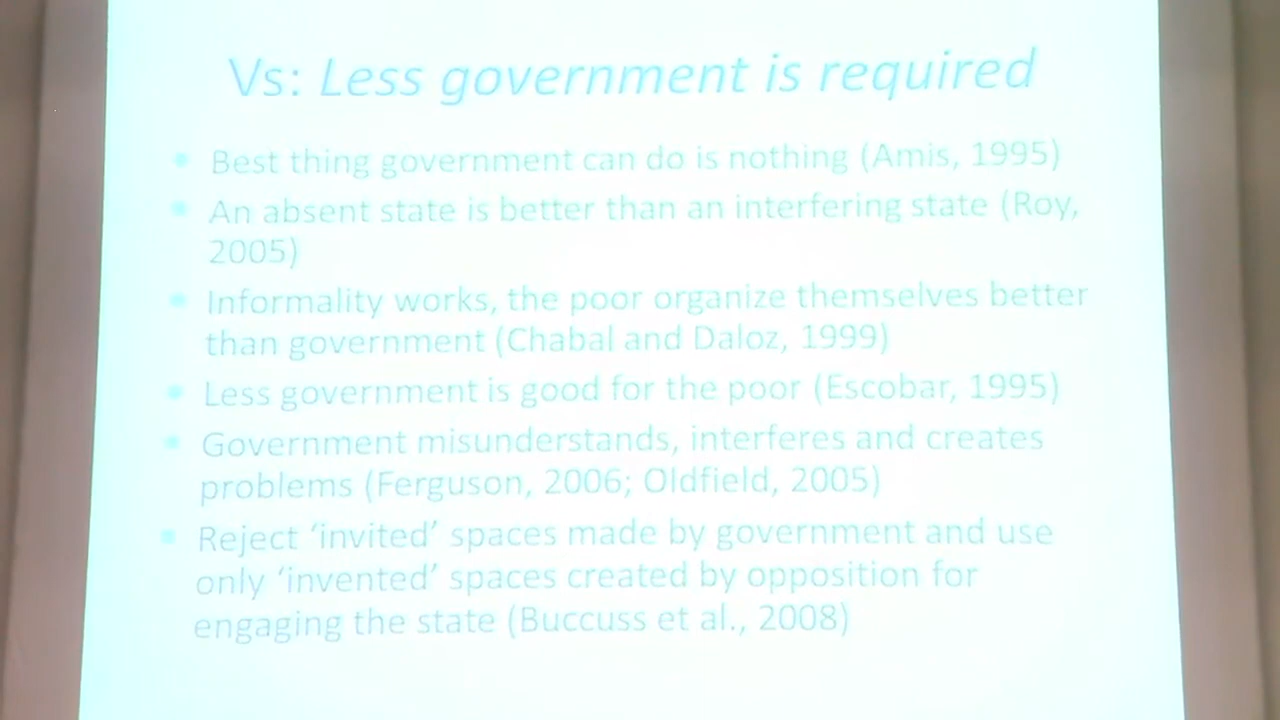 Vs: Less government is required
• Best thing government can do is nothing (Amis, 1995)
• An absent state is better than an interfering state (Roy,
2005)
• Informality works, the poor organize themselves better
than government (Chabal and Daloz, 1999)
• Less government is good for the poor (Escobar, 1995)
• Government misunderstands, interferes and creates
problems (Ferguson, 2006; Oldfield, 2005)
• Reject ‘invited’ spaces made by government and use
only ‘invented’ spaces created by opposition for
engaging the state (Buccuss et al., 2008)